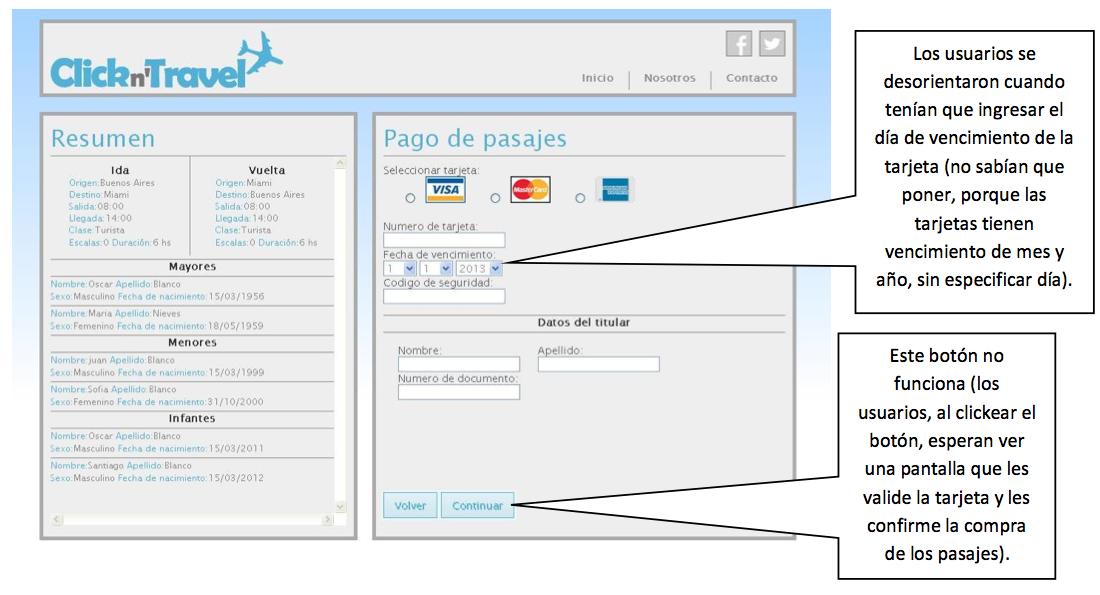 Click n' Travel
Inicio Nosotros Contacto
Resumen
Ida
Origen:Buenos Aires
Destino:Miami
Salida:08:00
Llegada:14:00
Clase:Turista
Escalas:0 Duración:6 hs
Vuelta
Origen:Miami
Destino:Buenos Aires
Salida:08:00
Llegada:14:00
Clase:Turista
Escalas:0 Duración:6 hs
Mayores
Nombre:Oscar Apellido:Blanco
Sexo:Masculino Fecha de nacimiento:15/03/1956
Nombre:Maria Apellido:Nieves
Sexo:Femenino Fecha de nacimiento:18/05/1959
Menores
Nombre:juan Apellido:Blanco
Sexo:Masculino Fecha de nacimiento:15/03/1999
Nombre:Sofia Apellido:Blanco
Sexo:Femenino Fecha de nacimiento:31/10/2000
Infantes
Nombre:Oscar Apellido:Blanco
Sexo:Masculino Fecha de nacimiento:15/03/2011
Nombre:Santiago Apellido:Blanco
Sexo:Masculino Fecha de nacimiento:15/03/2012
Pago de pasajes
Seleccionar tarjeta:
VISA MasterCard
Numero de tarjeta:
Fecha de vencimiento:
1 1 2013
Codigo de seguridad:
Datos del titular
Nombre: Apellido:
Numero de documento:
Volver Continuar
Los usuarios se
desorientaron cuando
tenían que ingresar el
día de vencimiento de la
tarjeta (no sabían que
poner, porque las
tarjetas tienen
vencimiento de mes y
año, sin especificar día).
Este botón no
funciona (los
usuarios, al clickear el
botón, esperan ver
una pantalla que les
valide la tarjeta y les
confirme la compra
de los pasajes).